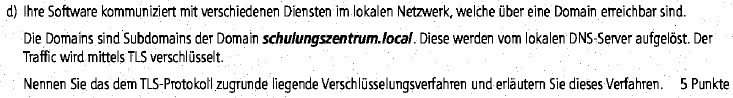 d) Ihre Software kommuniziert mit verschiedenen Diensten im lokalen Netzwerk, welche über eine Domain erreichbar sind.
Die Domains sind Subdomains der Domain schulungszentrum.local. Diese werden vom lokalen DNS-Server aufgelöst. Der
Traffic wird mittels TLS verschlüsselt.
Nennen Sie das dem TLS-Protokoll zugrunde liegende Verschlüsselungsverfahren und erläutern Sie dieses Verfahren. 5 Punkte